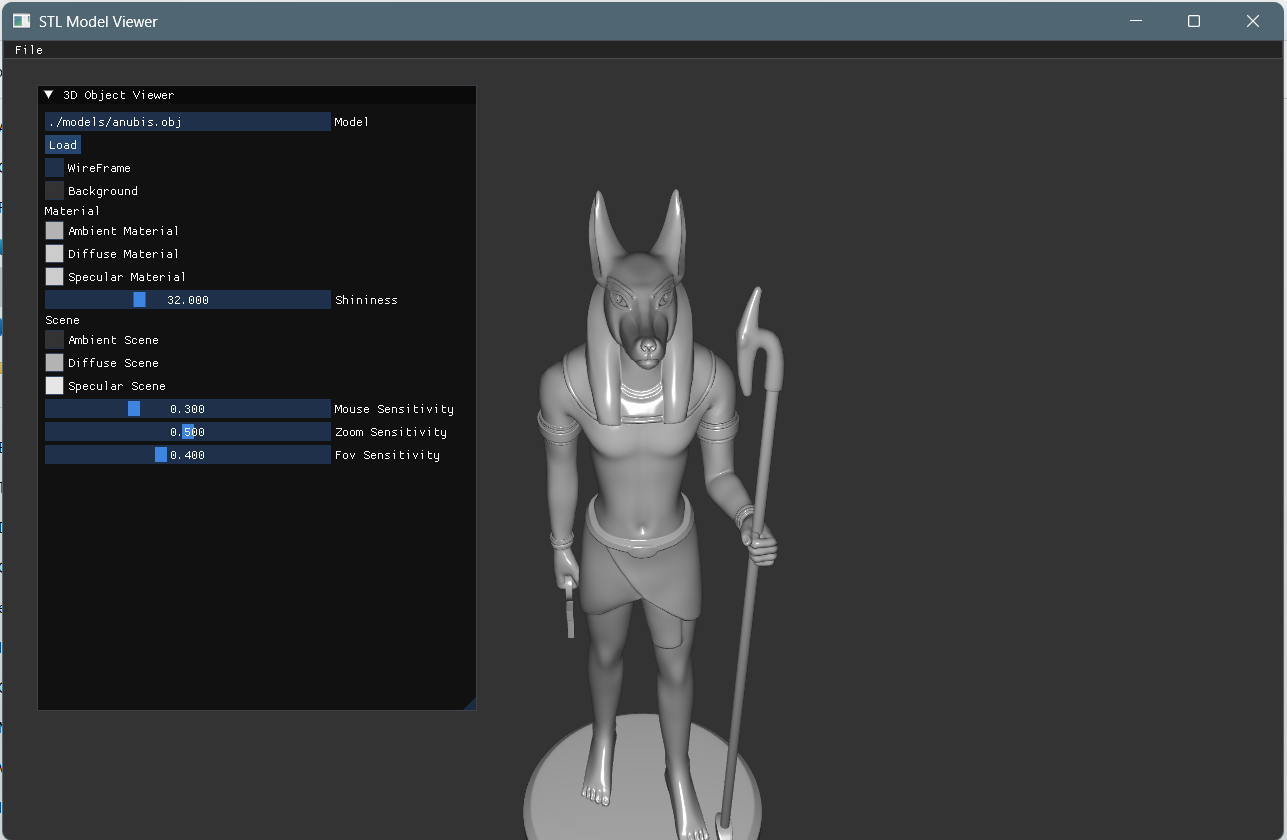 STL Model Viewer
File
3D Object Viewer
./models/anubis.obj Model
Load
WireFrame
Background
Material
Ambient Material
Diffuse Material
Specular Material
32.000 Shininess
Scene
Ambient Scene
Diffuse Scene
Specular Scene
0.300 Mouse Sensitivity
0.500 Zoom Sensitivity
0.400 Fov Sensitivity